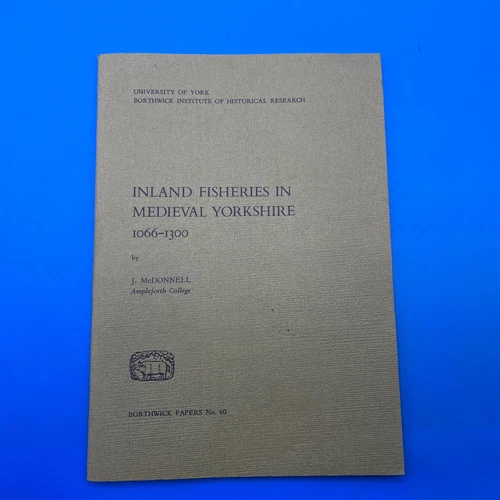 UNIVERSITY OF YORK
BORTHWICK INSTITUTE OF HISTORICAL RESEARCH
INLAND FISHERIES IN
MEDIEVAL YORKSHIRE
1066–1300
by
J. McDONNELL
Ampleforth College
BORTHWICK PAPERS No. 60